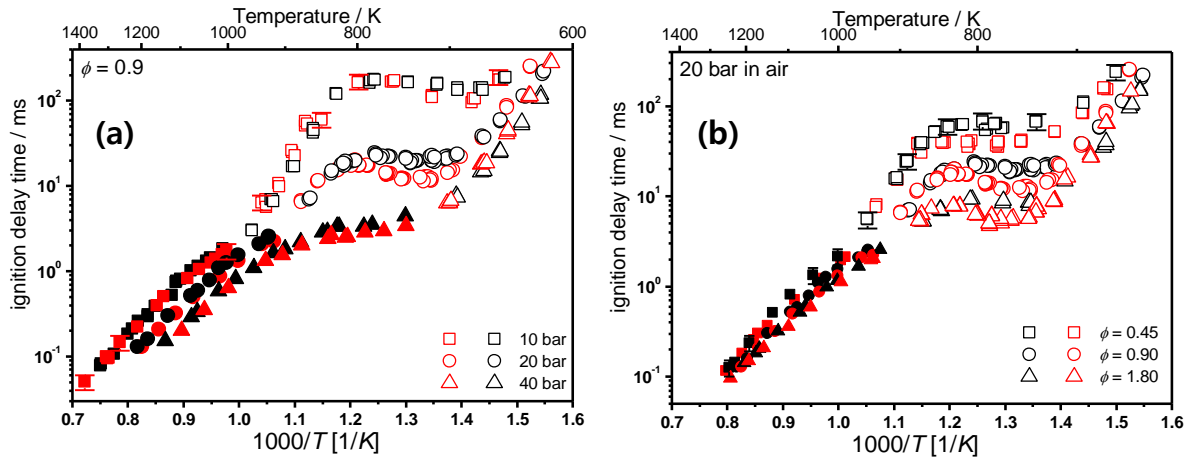 Temperature / K
1400 1200 1000 800 600
ϕ = 0.9
(a)
10²
10¹
10⁰
10⁻¹
ignition delay time / ms
10 bar
20 bar
40 bar
0.7 0.8 0.9 1.0 1.1 1.2 1.3 1.4 1.5 1.6
1000/T [1/K]
Temperature / K
1400 1200 1000 800
20 bar in air
(b)
10²
10¹
10⁰
10⁻¹
ignition delay time / ms
ϕ = 0.45
ϕ = 0.90
ϕ = 1.80
0.7 0.8 0.9 1.0 1.1 1.2 1.3 1.4 1.5 1.6
1000/T [1/K]